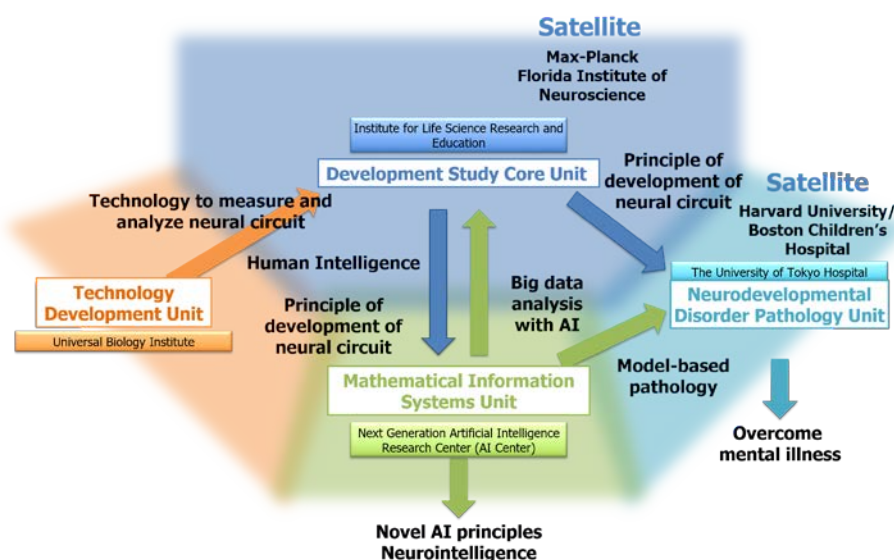 Satellite
Max-Planck
Florida Institute of
Neuroscience
Institute for Life Science Research and
Education
Development Study Core Unit
Principle of
development of
neural circuit
Satellite
Harvard University/
Boston Children's
Hospital
Technology to measure and
analyze neural circuit
Human Intelligence
The University of Tokyo Hospital
Neurodevelopmental
Disorder Pathology Unit
Technology
Development Unit
Universal Biology Institute
Principle of
development of
neural circuit
Big data
analysis
with AI
Mathematical Information
Systems Unit
Model-based
pathology
Next Generation Artificial Intelligence
Research Center (AI Center)
Overcome
mental illness
Novel AI principles
Neurointelligence